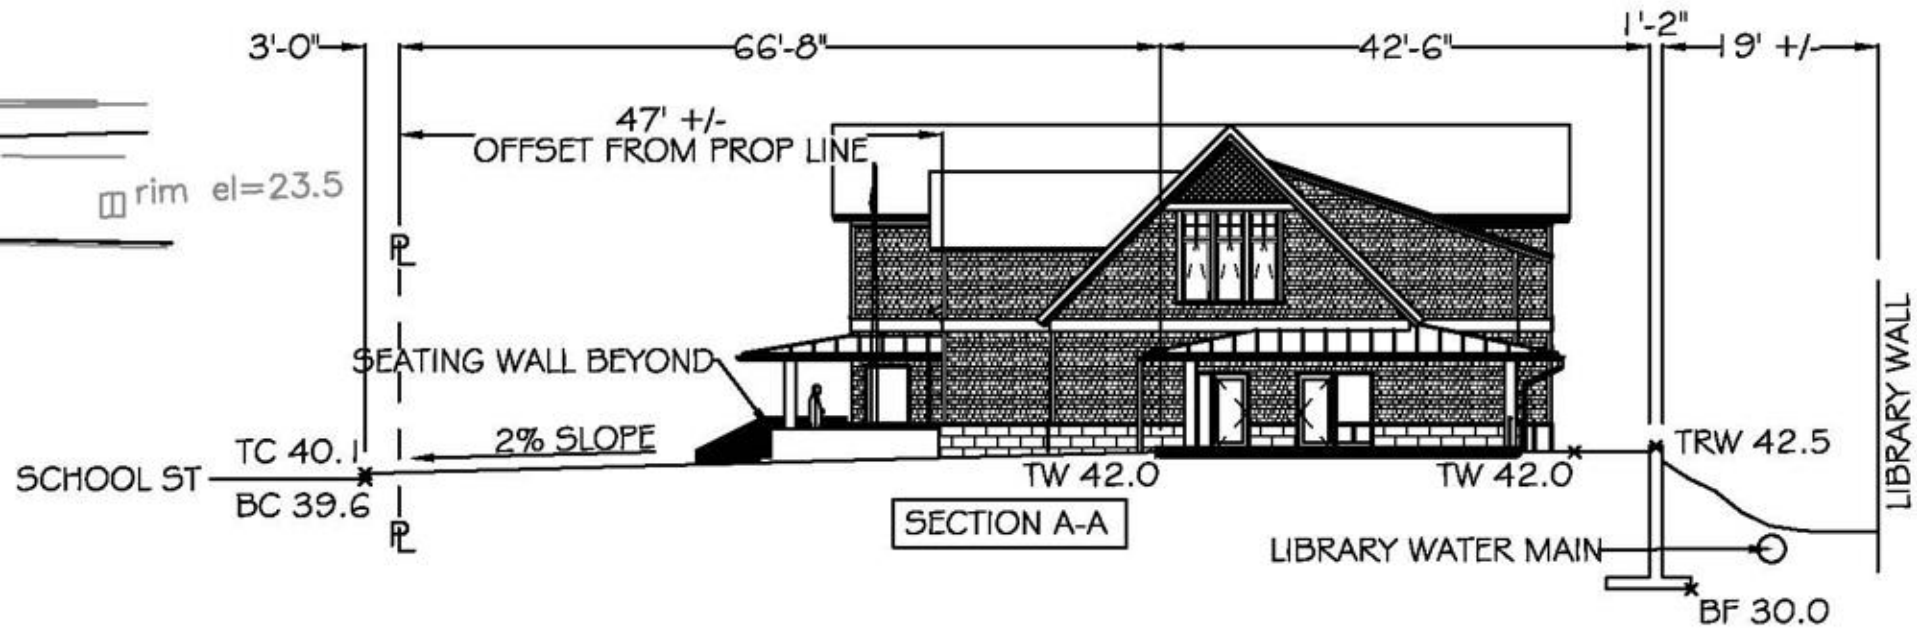 1'-2"
3'-0"
66'-8"
42'-6"
19' +/-
47' +/-
OFFSET FROM PROP LINE
rim el=23.5
PL
SEATING WALL BEYOND
2% SLOPE
TC 40.1
SCHOOL ST
BC 39.6
PL
TW 42.0
TW 42.0
TRW 42.5
LIBRARY WALL
SECTION A-A
LIBRARY WATER MAIN
BF 30.0